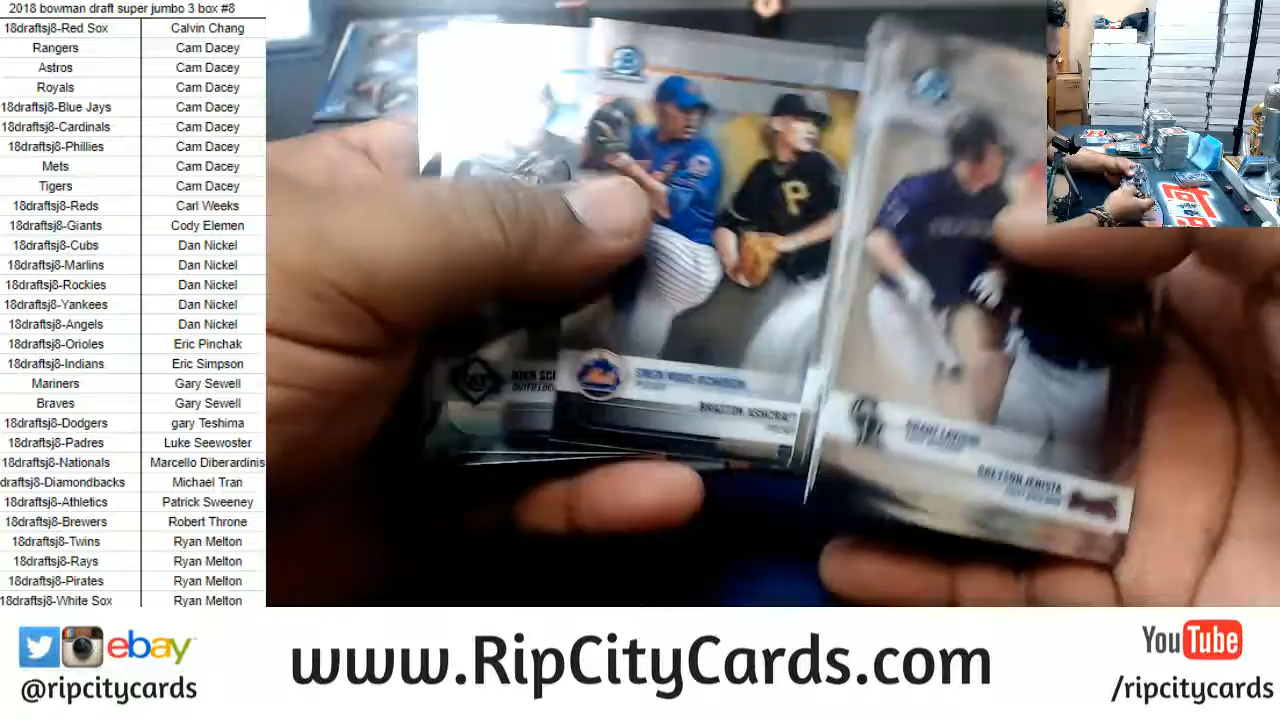 2018 bowman draft super jumbo 3 box #8
18draftsj8-Red Sox Calvin Chang
Rangers Cam Dacey
Astros Cam Dacey
Royals Cam Dacey
18draftsj8-Blue Jays Cam Dacey
18draftsj8-Cardinals Cam Dacey
18draftsj8-Phillies Cam Dacey
Mets Cam Dacey
Tigers Cam Dacey
18draftsj8-Reds Carl Weeks
18draftsj8-Giants Cody Elemen
18draftsj8-Cubs Dan Nickel
18draftsj8-Marlins Dan Nickel
18draftsj8-Rockies Dan Nickel
18draftsj8-Yankees Dan Nickel
18draftsj8-Angels Dan Nickel
18draftsj8-Orioles Eric Pinchak
18draftsj8-Indians Eric Simpson
Mariners Gary Sewell
Braves Gary Sewell
18draftsj8-Dodgers gary Teshima
18draftsj8-Padres Luke Seewoster
18draftsj8-Nationals Marcello Diberardinis
draftsj8-Diamondbacks Michael Tran
18draftsj8-Athletics Patrick Sweeney
18draftsj8-Brewers Robert Throne
18draftsj8-Twins Ryan Melton
18draftsj8-Rays Ryan Melton
18draftsj8-Pirates Ryan Melton
18draftsj8-White Sox Ryan Melton
P
GREYSON JENISTA
ebay
@ripcitycards
www.RipCityCards.com
YouTube
/ripcitycards